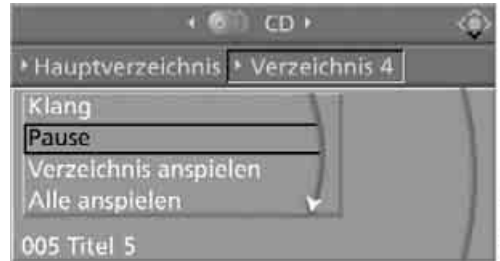 CD
Hauptverzeichnis Verzeichnis 4
Klang
Pause
Verzeichnis anspielen
Alle anspielen
005 Titel 5